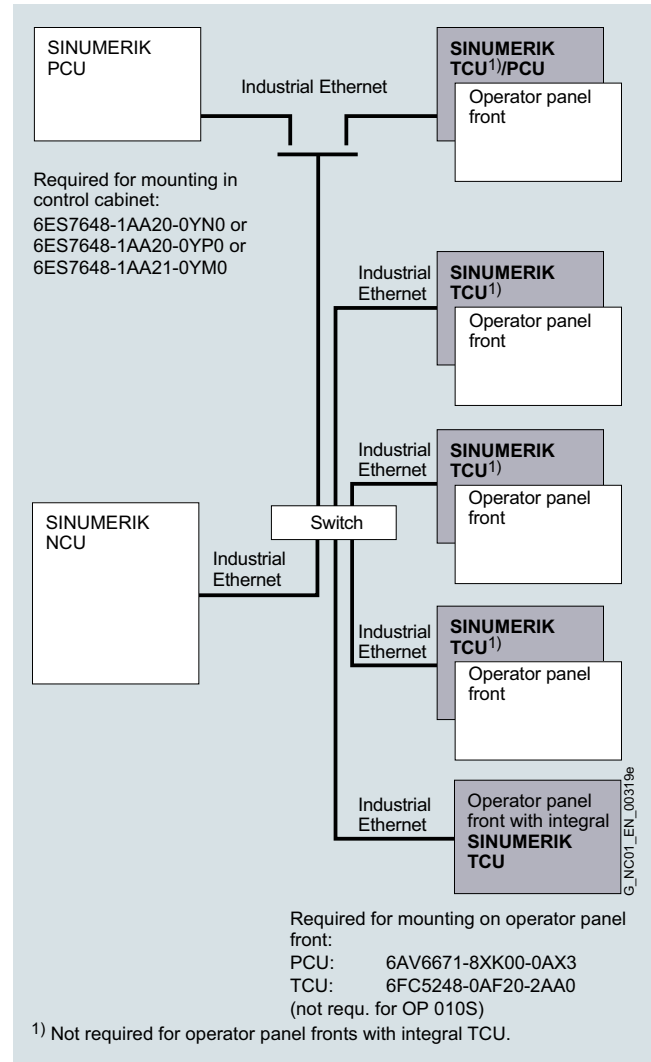 SINUMERIK
PCU
Industrial Ethernet
SINUMERIK
TCU1)/PCU
Operator panel
front
Required for mounting in
control cabinet:
6ES7648-1AA20-0YN0 or
6ES7648-1AA20-0YP0 or
6ES7648-1AA21-0YM0
Industrial
Ethernet
SINUMERIK
TCU1)
Operator panel
front
Industrial
Ethernet
SINUMERIK
TCU1)
Operator panel
front
SINUMERIK
NCU
Switch
Industrial
Ethernet
Industrial
Ethernet
SINUMERIK
TCU1)
Operator panel
front
Industrial
Ethernet
Operator panel
front with integral
SINUMERIK
TCU
G_NC01_EN_00319e
Required for mounting on operator panel
front:
PCU: 6AV6671-8XK00-0AX3
TCU: 6FC5248-0AF20-2AA0
(not requ. for OP 010S)
1) Not required for operator panel fronts with integral TCU.